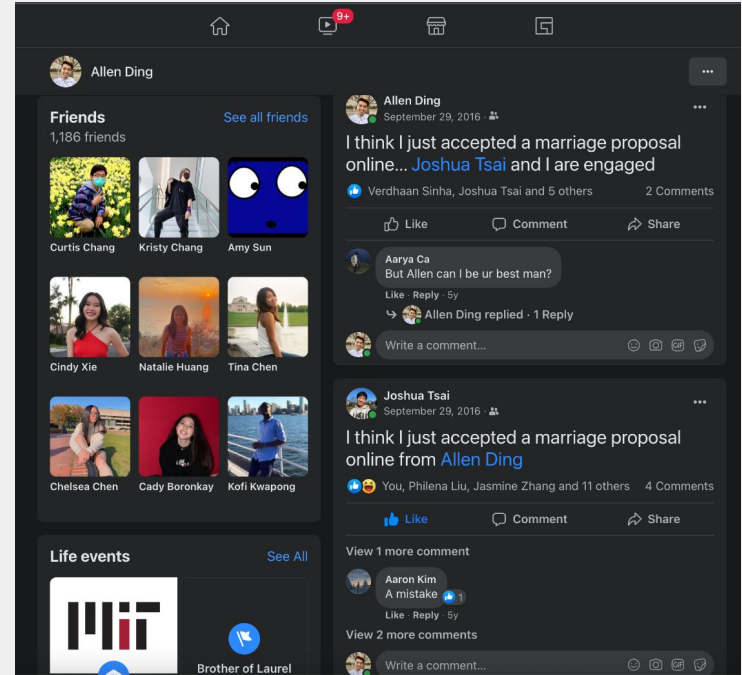 9+
Allen Ding
...
Friends
See all friends
1,186 friends
Curtis Chang
Kristy Chang
Amy Sun
Cindy Xie
Natalie Huang
Tina Chen
Chelsea Chen
Cady Boronkay
Kofi Kwapong
Life events
See All
MIT
Brother of Laurel
Allen Ding
September 29, 2016 ·
...
I think I just accepted a marriage proposal
online... Joshua Tsai and I are engaged
Verdhaan Sinha, Joshua Tsai and 5 others
2 Comments
Like
Comment
Share
Aarya Ca
But Allen can I be ur best man?
Like · Reply · 5y
Allen Ding replied · 1 Reply
Write a comment...
GIF
Joshua Tsai
September 29, 2016 ·
...
I think I just accepted a marriage proposal
online from Allen Ding
You, Philena Liu, Jasmine Zhang and 11 others
4 Comments
Like
Comment
Share
View 1 more comment
Aaron Kim
A mistake
1
Like · Reply · 5y
View 2 more comments
Write a comment...
GIF